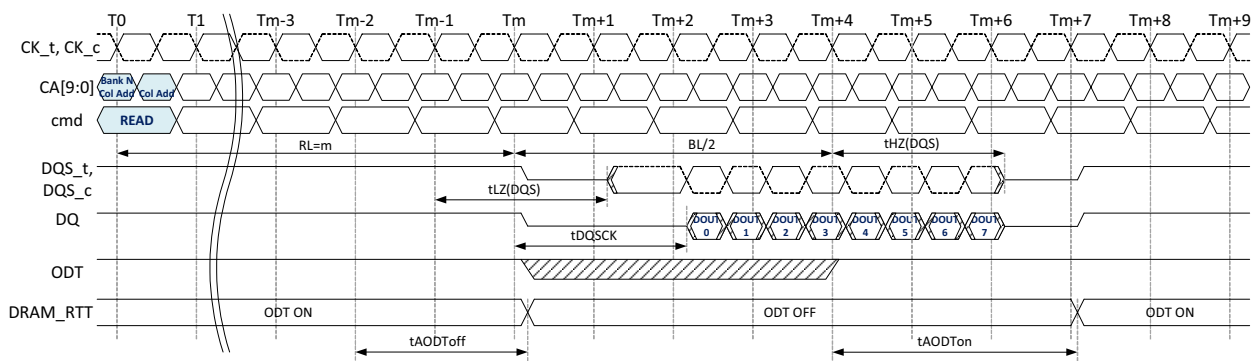 T0 T1 Tm-3 Tm-2 Tm-1 Tm Tm+1 Tm+2 Tm+3 Tm+4 Tm+5 Tm+6 Tm+7 Tm+8 Tm+9
CK_t, CK_c
CA[9:0]
Bank N
Col Add
Col Add
cmd
READ
RL=m
BL/2
tHZ(DQS)
DQS_t,
DQS_c
tLZ(DQS)
DQ
DOUT
0
DOUT
1
DOUT
2
DOUT
3
DOUT
4
DOUT
5
DOUT
6
DOUT
7
tDQSCK
ODT
DRAM_RTT
ODT ON
ODT OFF
ODT ON
tAODToff
tAODTon